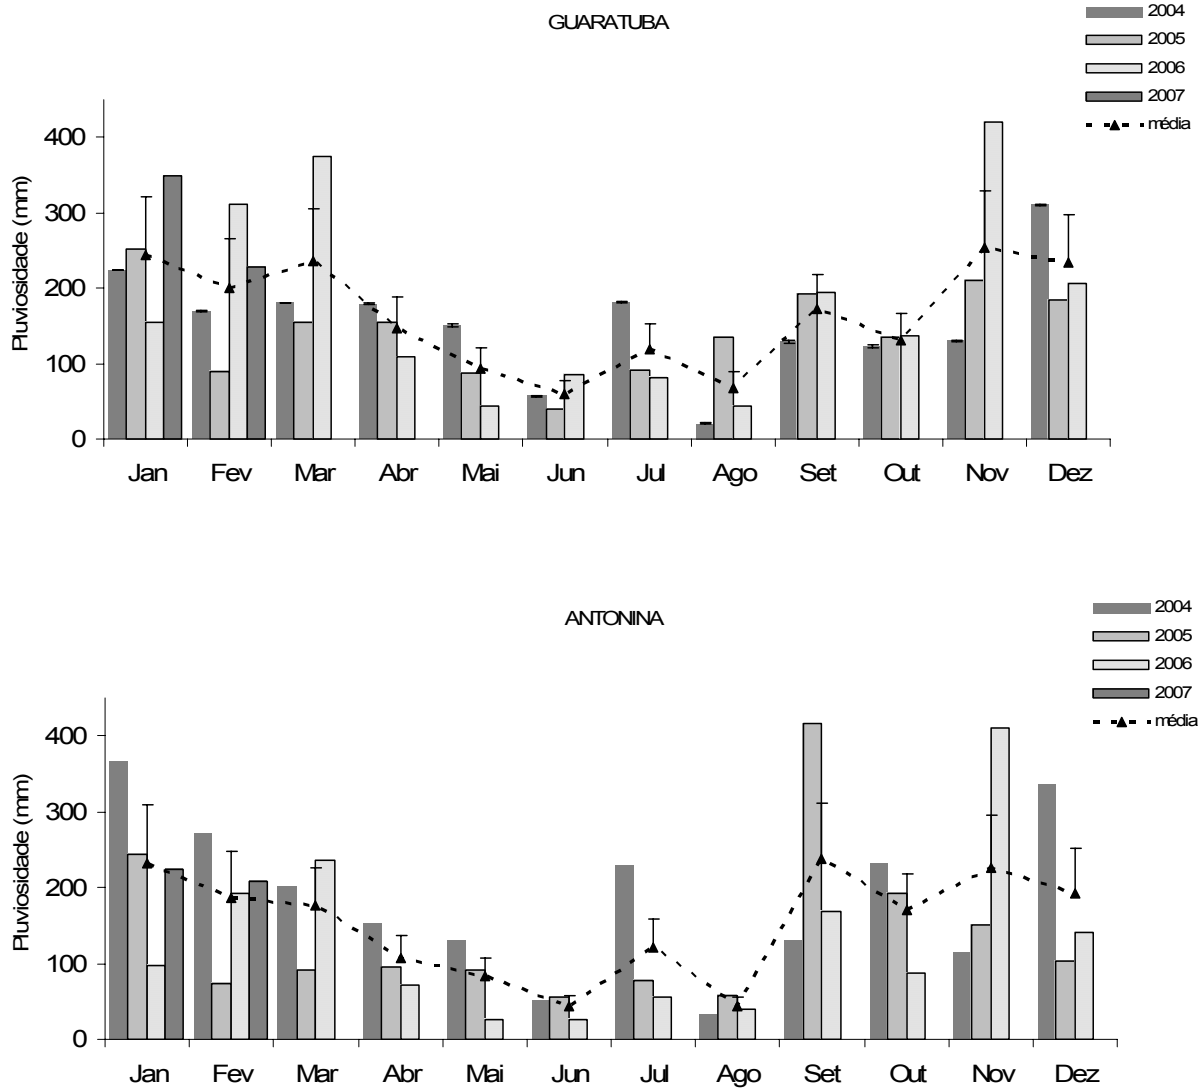 GUARATUBA
2004
2005
2006
2007
média
Pluviosidade (mm)
400
300
200
100
0
Jan Fev Mar Abr Mai Jun Jul Ago Set Out Nov Dez
ANTONINA
2004
2005
2006
2007
média
Pluviosidade (mm)
400
300
200
100
0
Jan Fev Mar Abr Mai Jun Jul Ago Set Out Nov Dez